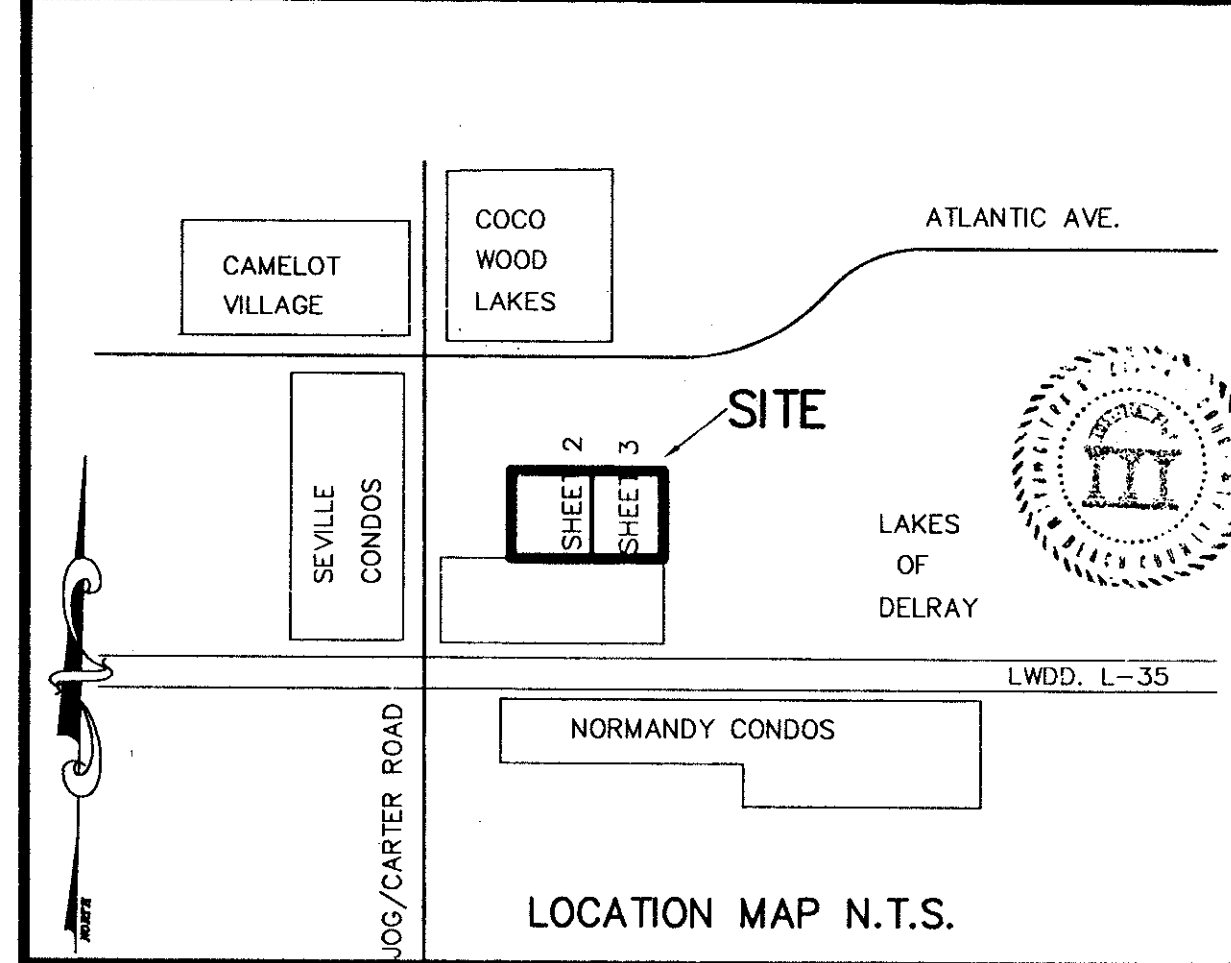 ATLANTIC AVE.
COCO
WOOD
LAKES
CAMELOT
VILLAGE
SITE
SHEET 2
SHEET 3
SEVILLE
CONDOS
LAKES
OF
DELRAY
LWDD. L-35
NORMANDY CONDOS
JOG/CARTER ROAD
NORTH
LOCATION MAP N.T.S.